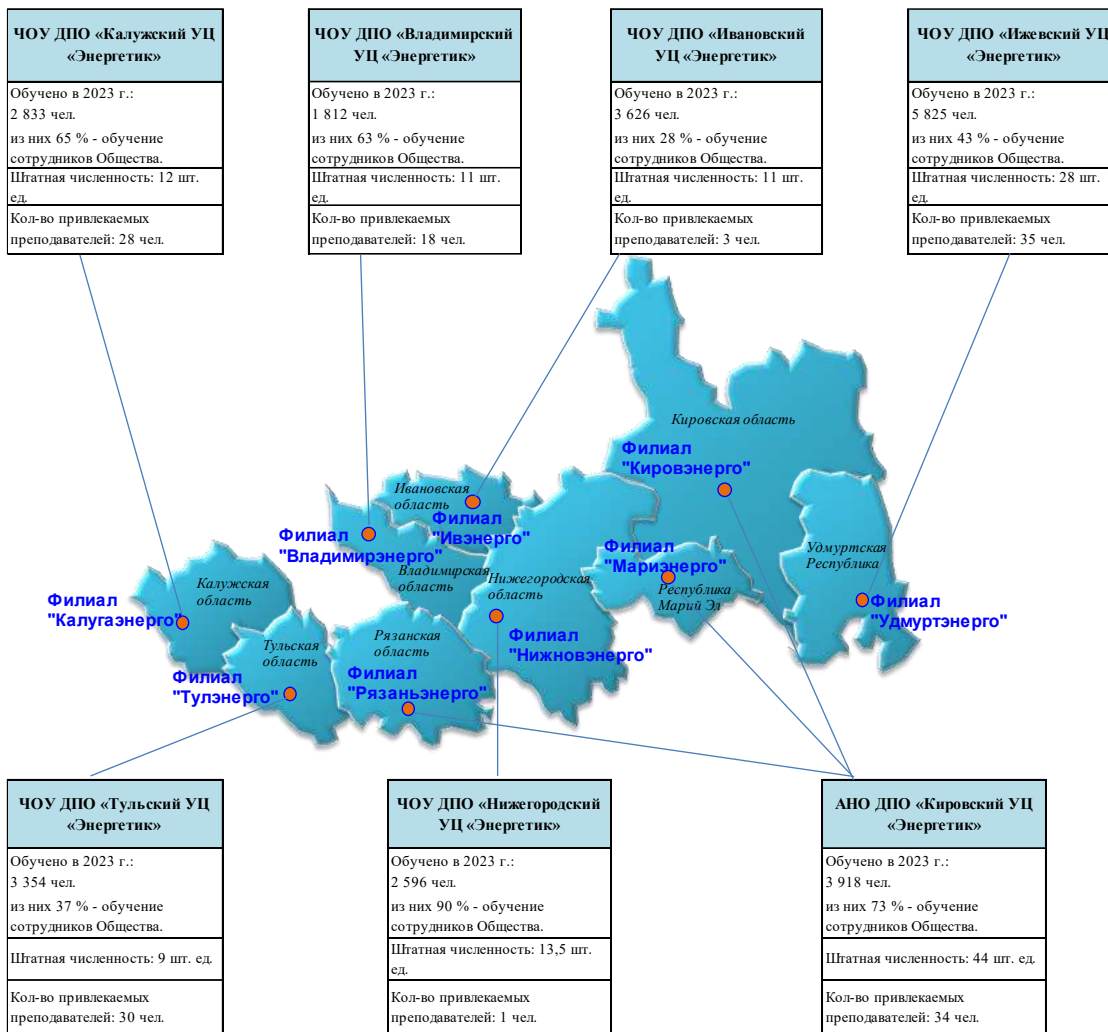 ЧОУ ДПО «Калужский УЦ
«Энергетик»
Обучено в 2023 г.:
2 833 чел.
из них 65 % - обучение
сотрудников Общества.
Штатная численность: 12 шт.
ед.
Кол-во привлекаемых
преподавателей: 28 чел.
ЧОУ ДПО «Владимирский
УЦ «Энергетик»
Обучено в 2023 г.:
1 812 чел.
из них 63 % - обучение
сотрудников Общества.
Штатная численность: 11 шт.
ед.
Кол-во привлекаемых
преподавателей: 18 чел.
ЧОУ ДПО «Ивановский
УЦ «Энергетик»
Обучено в 2023 г.:
3 626 чел.
из них 28 % - обучение
сотрудников Общества.
Штатная численность: 11 шт.
ед.
Кол-во привлекаемых
преподавателей: 3 чел.
ЧОУ ДПО «Ижевский УЦ
«Энергетик»
Обучено в 2023 г.:
5 825 чел.
из них 43 % - обучение
сотрудников Общества.
Штатная численность: 28 шт.
ед.
Кол-во привлекаемых
преподавателей: 35 чел.
Кировская область
Филиал
"Кировэнерго"
Ивановская
область
Филиал
"Ивэнерго"
Филиал
"Владимирэнерго"
Владимирская
область
Нижегородская
область
Филиал
"Мариэнерго"
Республика
Марий Эл
Удмуртская
Республика
Филиал
"Удмуртэнерго"
Калужская
область
Филиал
"Калугаэнерго"
Тульская
область
Филиал
"Тулэнерго"
Рязанская
область
Филиал
"Рязаньэнерго"
Филиал
"Нижновэнерго"
ЧОУ ДПО «Тульский УЦ
«Энергетик»
Обучено в 2023 г.:
3 354 чел.
из них 37 % - обучение
сотрудников Общества.
Штатная численность: 9 шт. ед.
Кол-во привлекаемых
преподавателей: 30 чел.
ЧОУ ДПО «Нижегородский
УЦ «Энергетик»
Обучено в 2023 г.:
2 596 чел.
из них 90 % - обучение
сотрудников Общества.
Штатная численность: 13,5 шт.
ед.
Кол-во привлекаемых
преподавателей: 1 чел.
АНО ДПО «Кировский УЦ
«Энергетик»
Обучено в 2023 г.:
3 918 чел.
из них 73 % - обучение
сотрудников Общества.
Штатная численность: 44 шт. ед.
Кол-во привлекаемых
преподавателей: 34 чел.